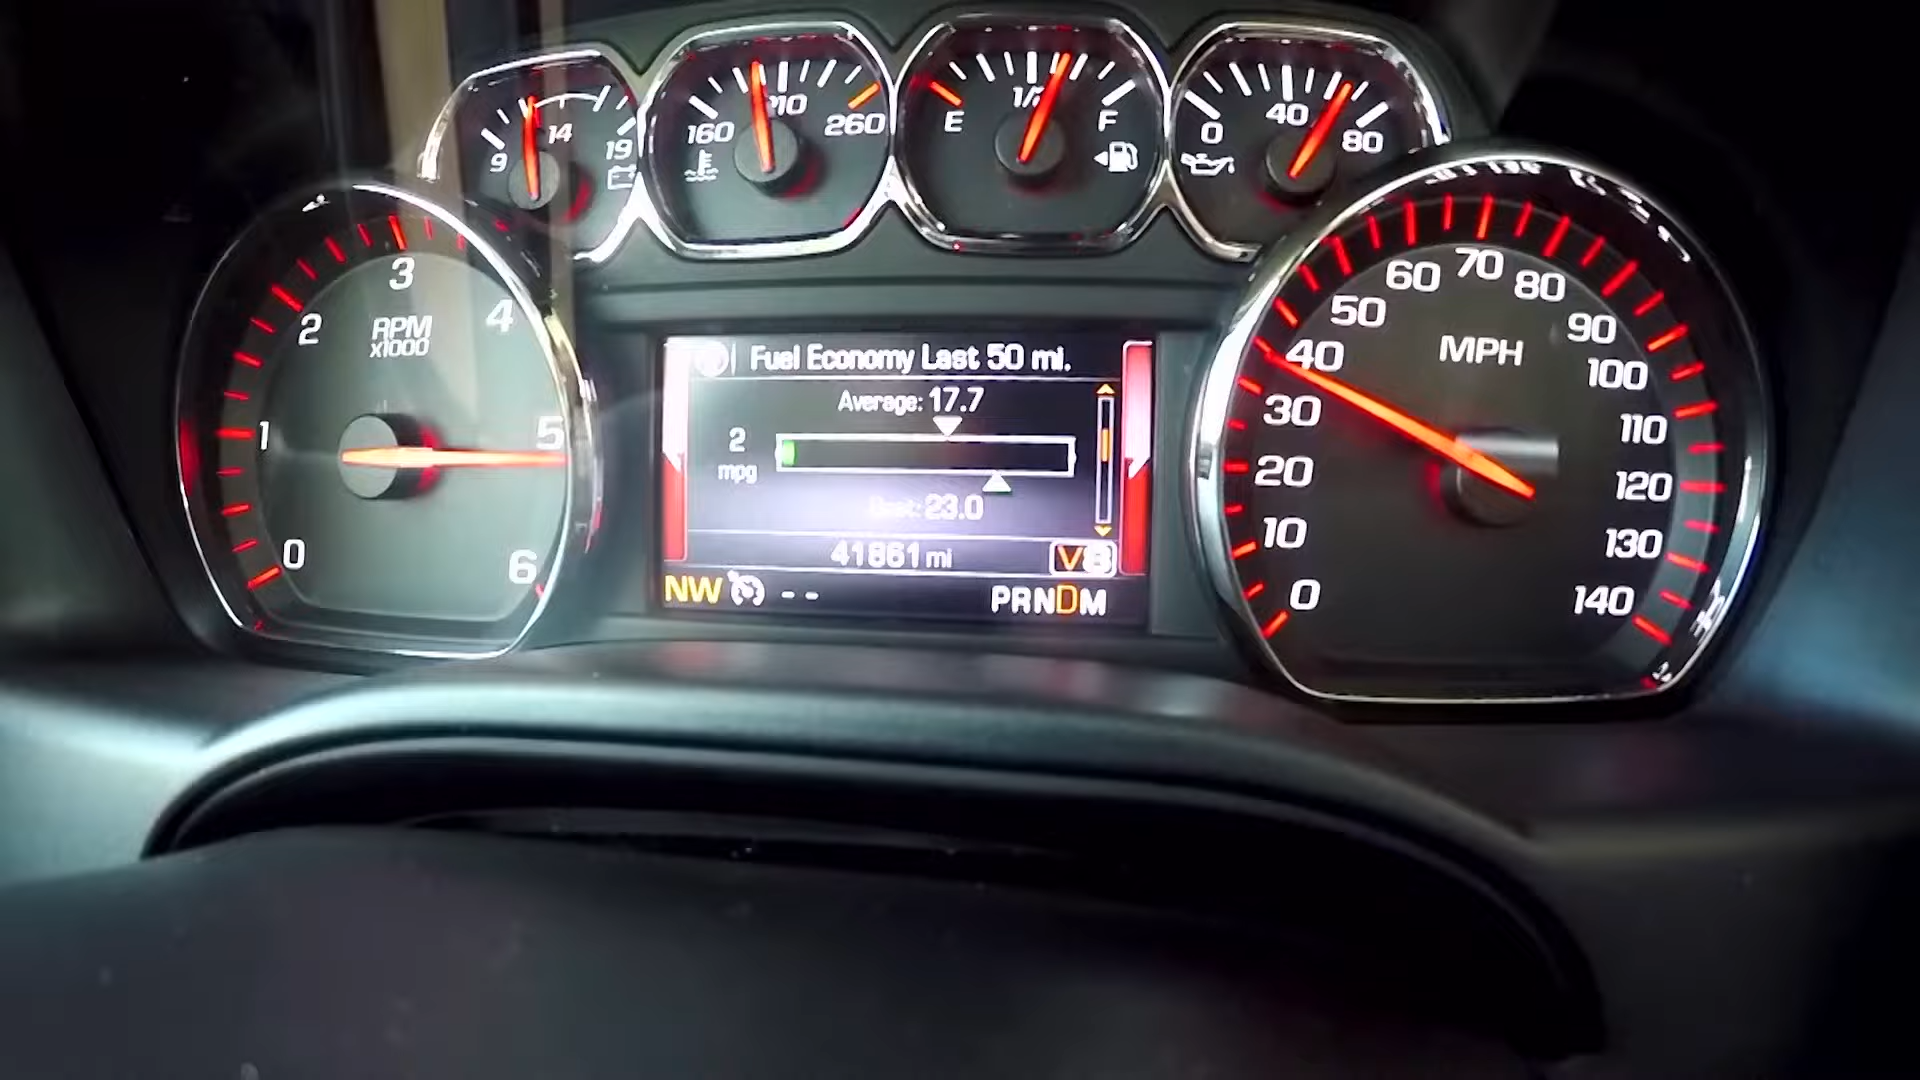 9 14 19
160 210 260
E 1/2 F
0 40 80
0 1 2 3 4 5 6
RPM
x1000
Fuel Economy Last 50 mi.
Average: 17.7
2
mpg
Best: 23.0
41861 mi
V8
NW -- PRNDM
0 10 20 30 40 50 60 70 80 90 100 110 120 130 140
MPH